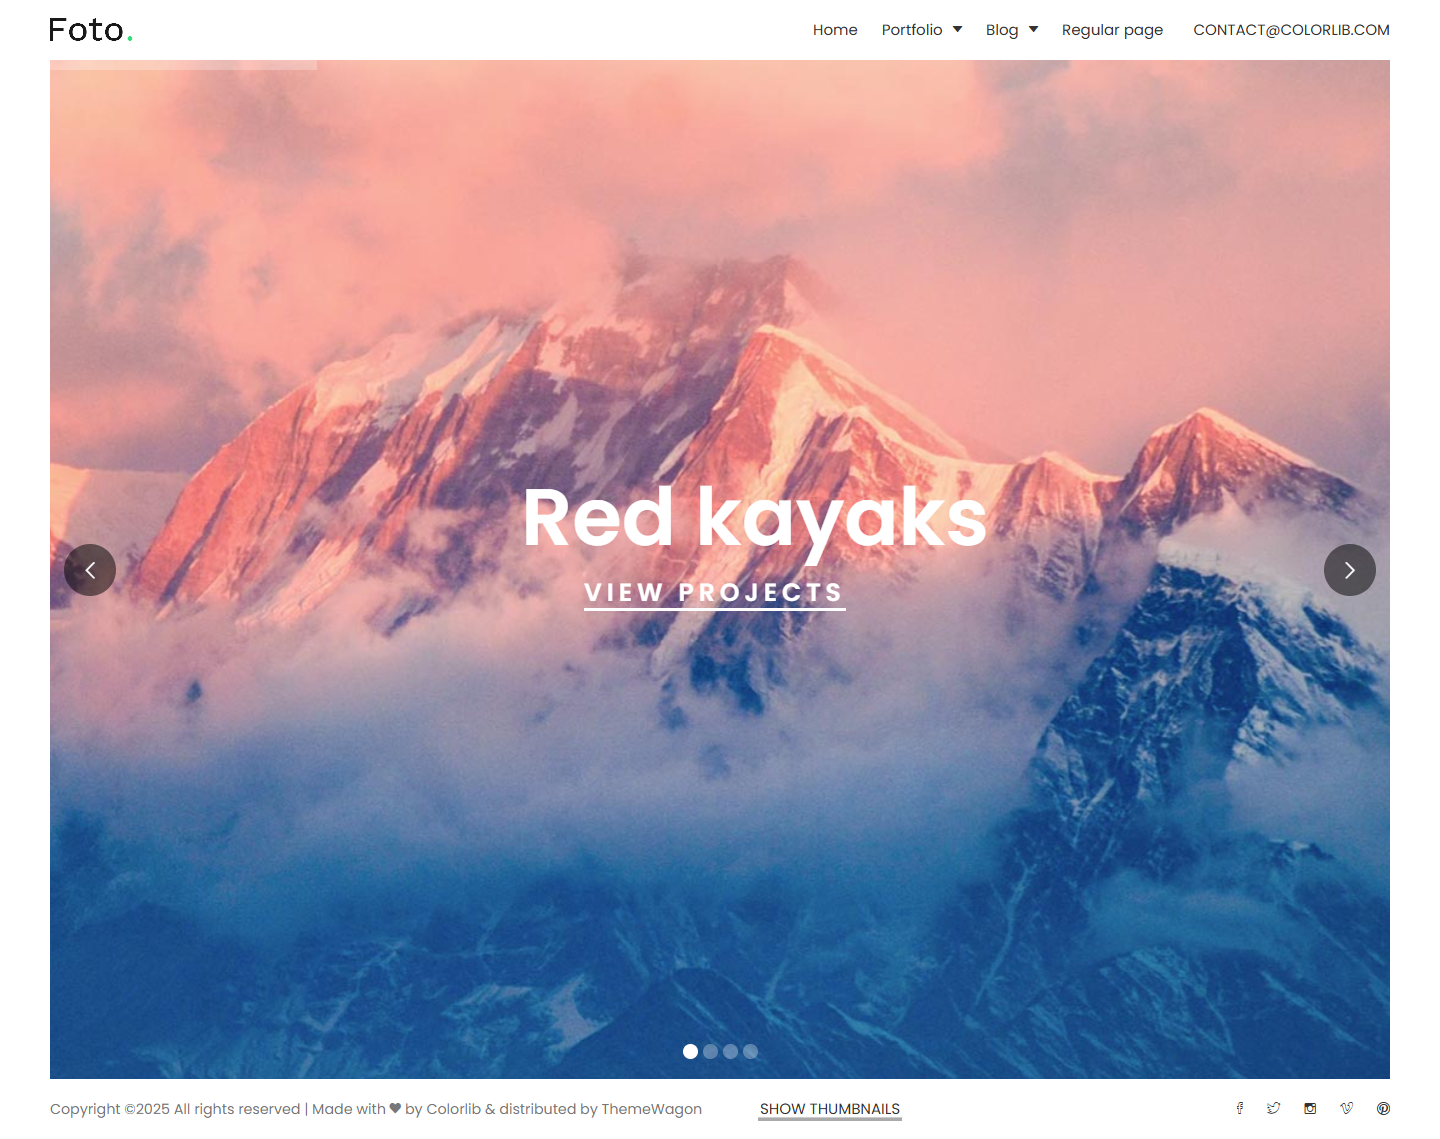 Foto.
Home Portfolio Blog Regular page CONTACT@COLORLIB.COM
Red kayaks
VIEW PROJECTS
Copyright ©2025 All rights reserved | Made with ♥ by Colorlib & distributed by ThemeWagon
SHOW THUMBNAILS